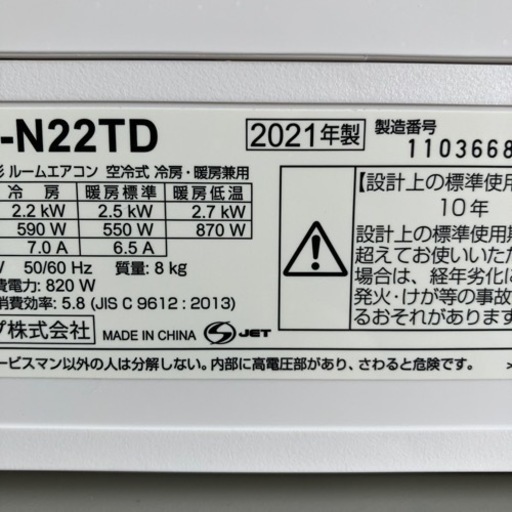 -N22TD
2021年製
製造番号
1103668
ルームエアコン 空冷式 冷房・暖房兼用
冷 房 暖房標準 暖房低温
2.2 kW 2.5 kW 2.7 kW
590 W 550 W 870 W
7.0 A 6.5 A
50/60 Hz 質量: 8 kg
費電力: 820 W
消費効率: 5.8 (JIS C 9612 : 2013)
プ株式会社 MADE IN CHINA JET
【設計上の標準使用
10 年
設計上の標準使用期
超えてお使いいただ
場合は、経年劣化に
発火・けが等の事故
るおそれがあります
ービスマン以外の人は分解しない。内部に高電圧部があり、さわると危険です。